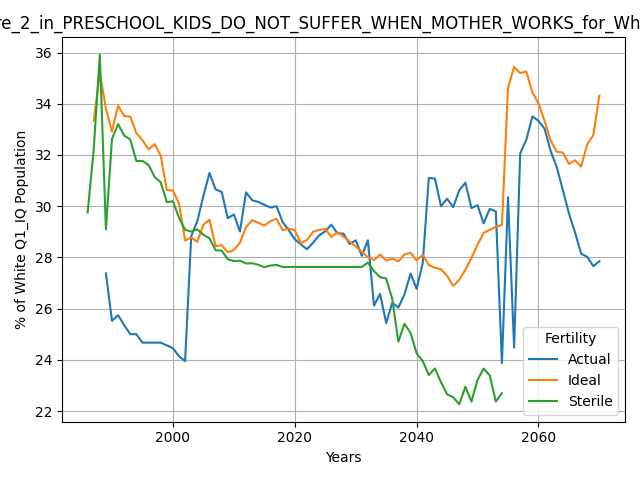 re_2_in_PRESCHOOL_KIDS_DO_NOT_SUFFER_WHEN_MOTHER_WORKS_for_Wh
36
34
32
30
28
26
24
22
% of White Q1_IQ Population
2000
2020
2040
2060
Years
Fertility
Actual
Ideal
Sterile